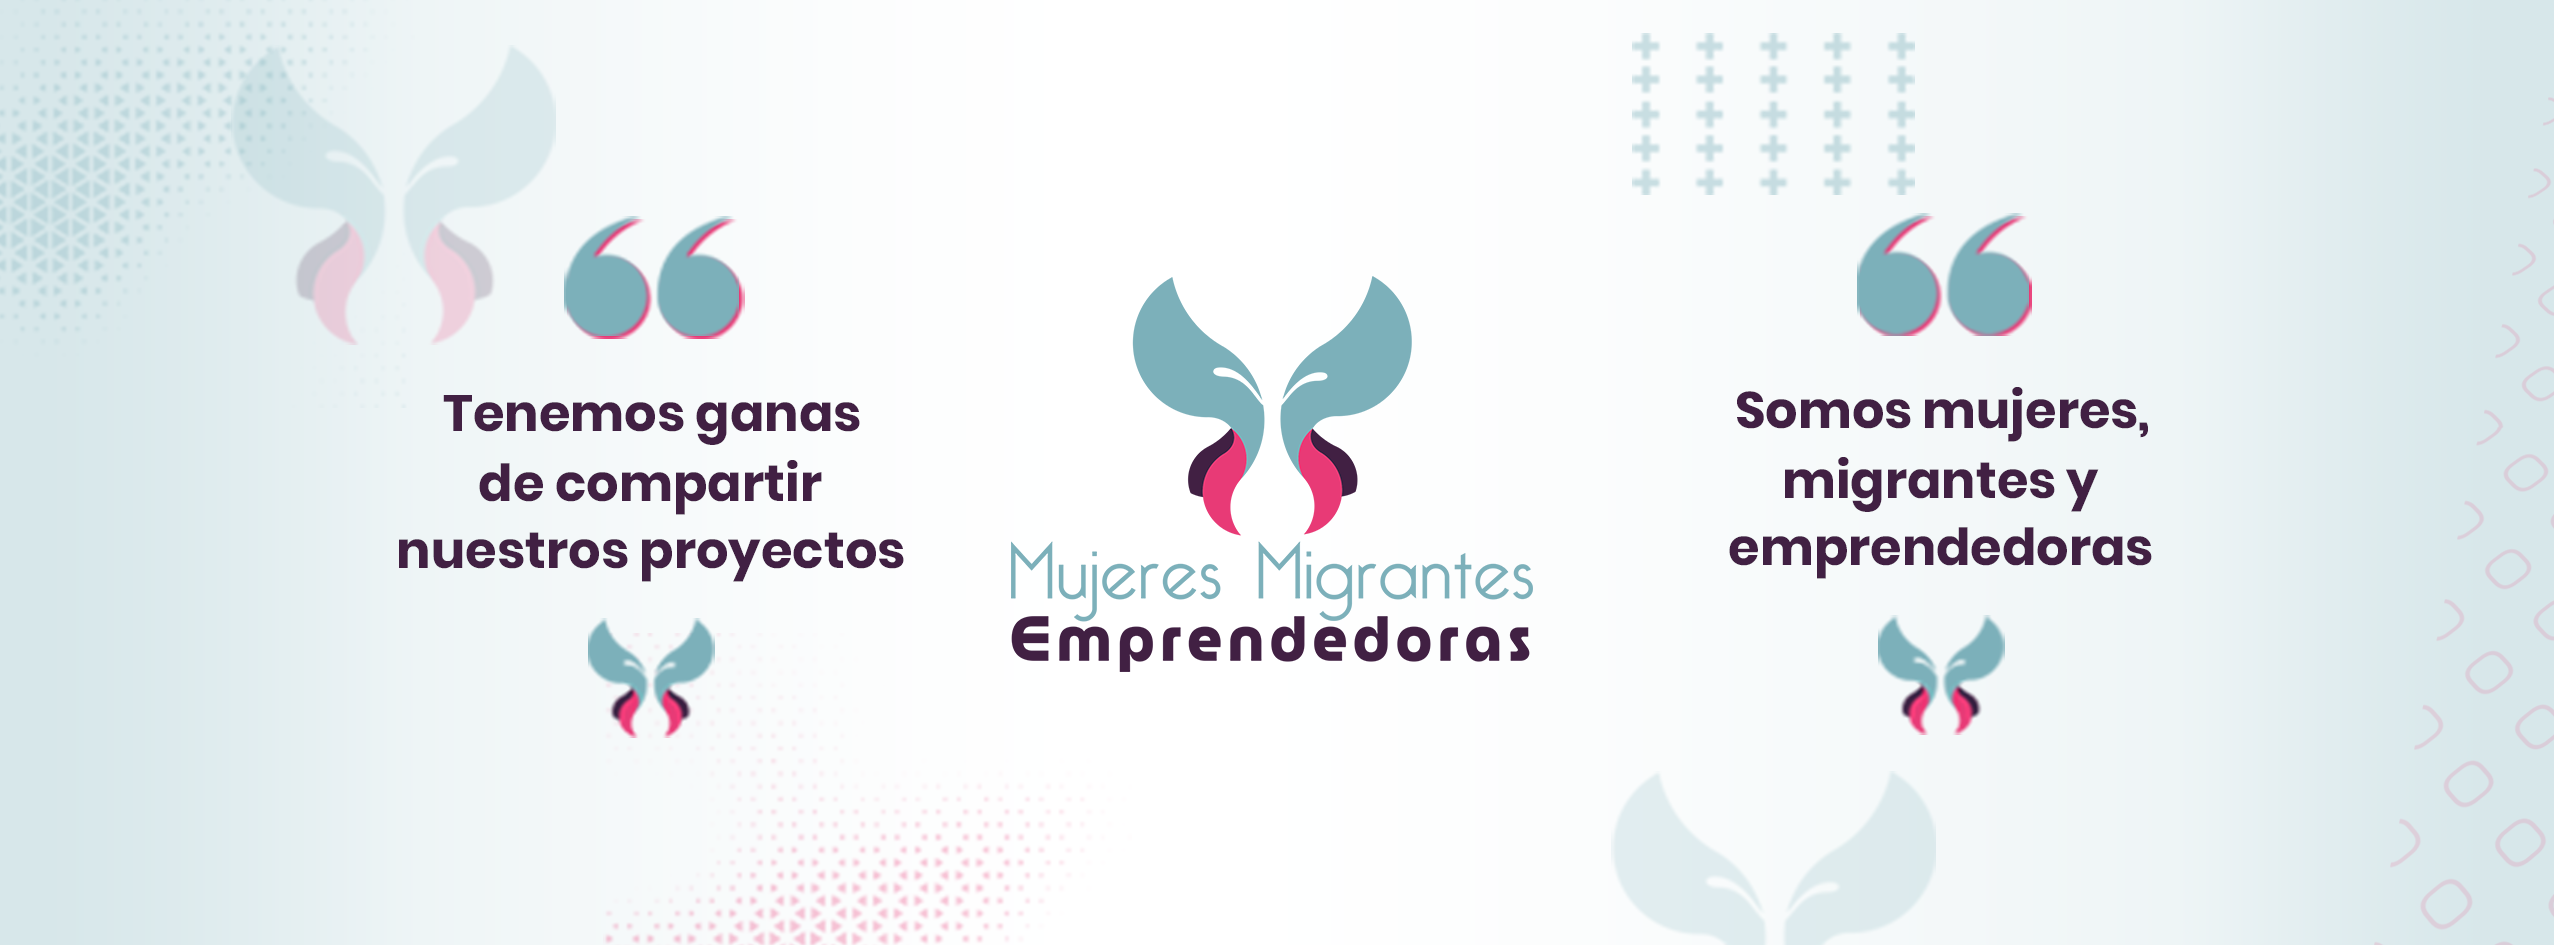 Tenemos ganas
de compartir
nuestros proyectos
Mujeres Migrantes
Emprendedoras
Somos mujeres,
migrantes y
emprendedoras